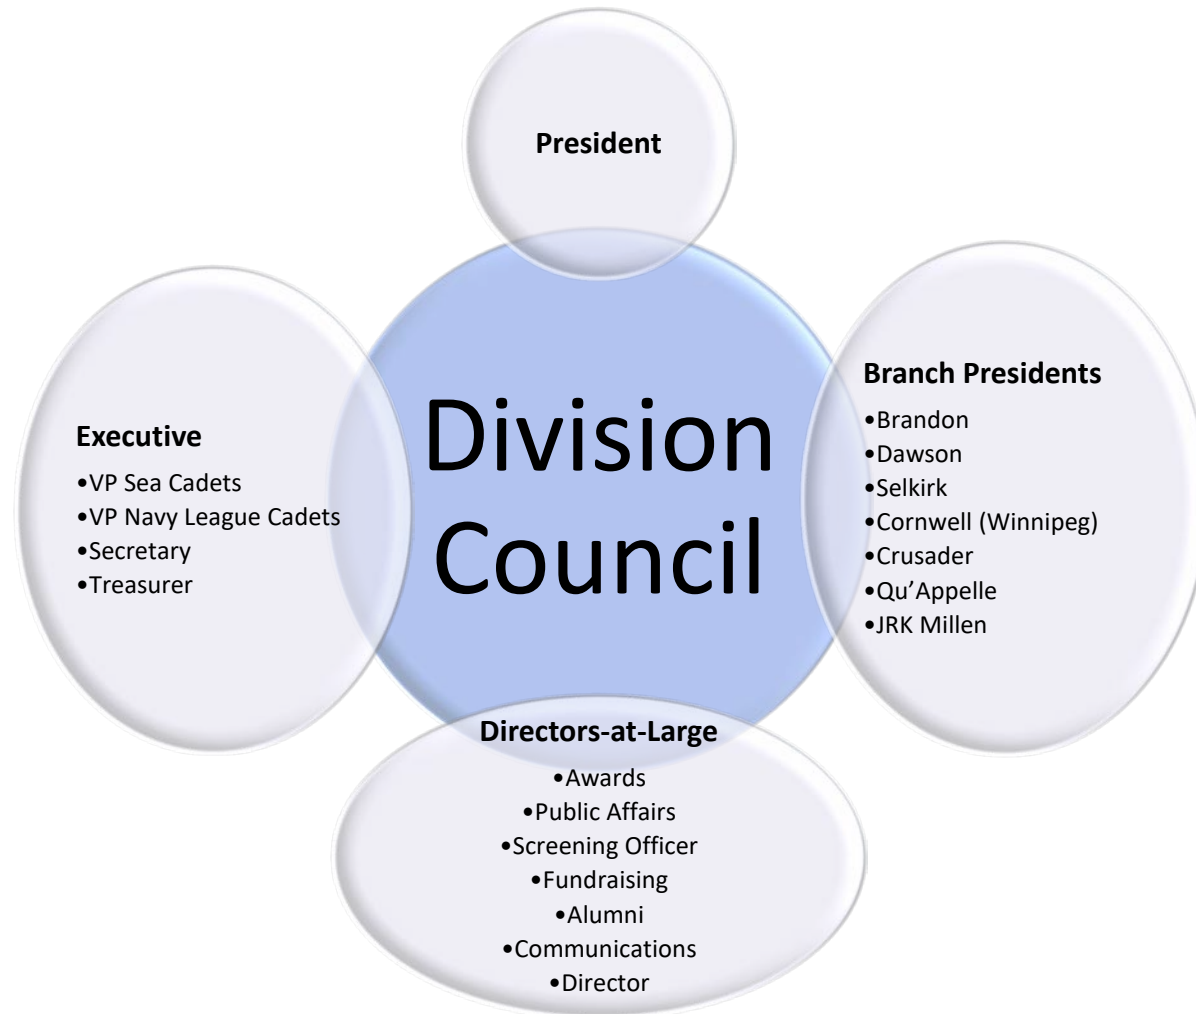 President
Executive
•VP Sea Cadets
•VP Navy League Cadets
•Secretary
•Treasurer
Division
Council
Branch Presidents
•Brandon
•Dawson
•Selkirk
•Cornwell (Winnipeg)
•Crusader
•Qu’Appelle
•JRK Millen
Directors-at-Large
•Awards
•Public Affairs
•Screening Officer
•Fundraising
•Alumni
•Communications
•Director